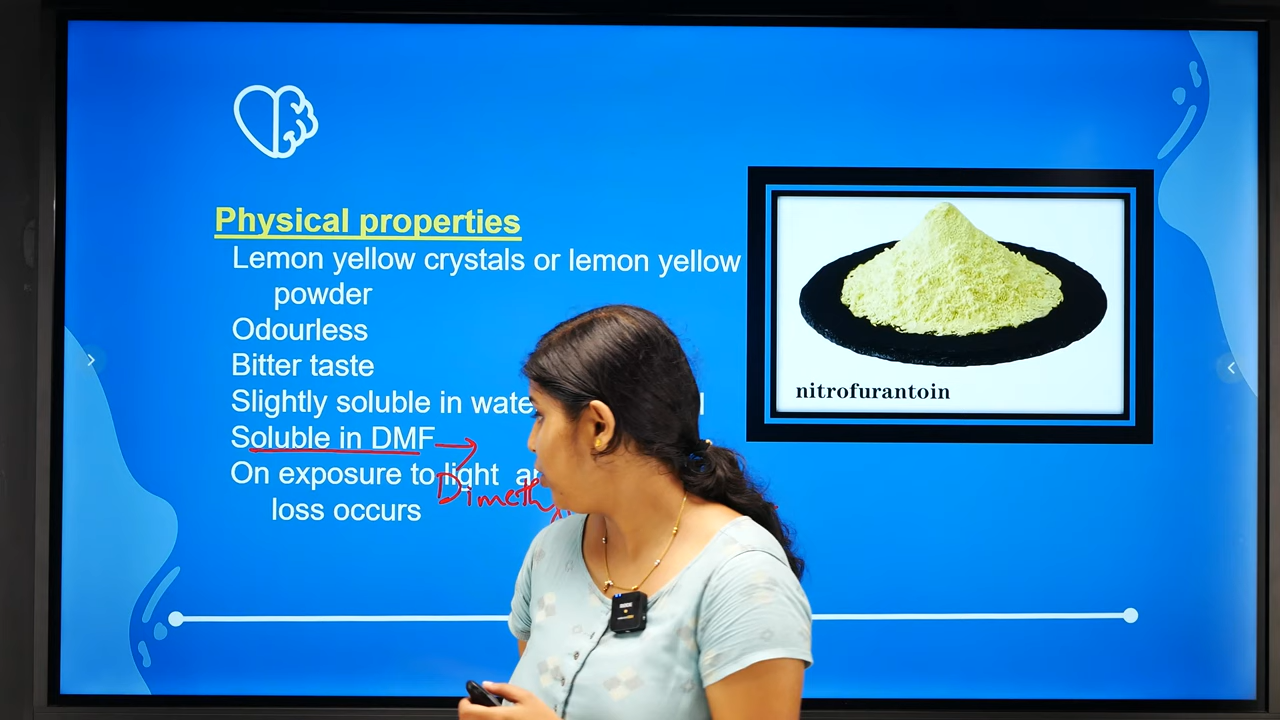 Physical properties
Lemon yellow crystals or lemon yellow
powder
Odourless
Bitter taste
Slightly soluble in
Soluble in DMF
On exposure to light
loss occurs
nitrofurantoin